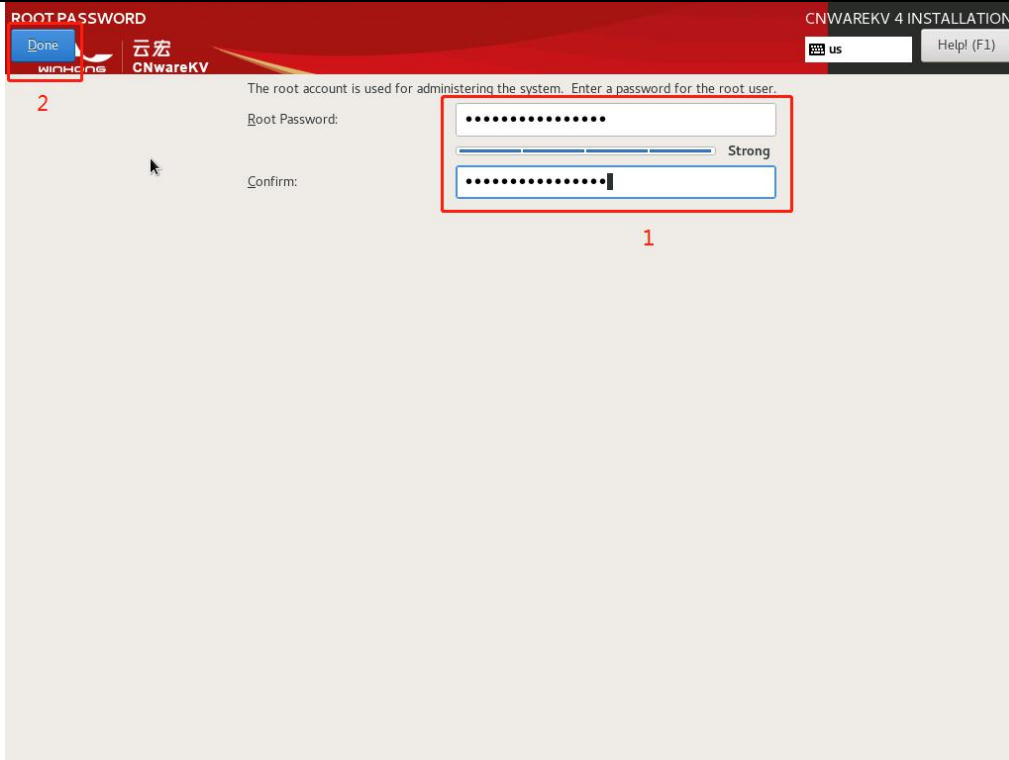 ROOT PASSWORD
CNWAREKV 4 INSTALLATION
Done
云宏
WINHONG
CNwareKV
us
Help! (F1)
2
The root account is used for administering the system. Enter a password for the root user.
Root Password:
••••••••••••••••
Strong
Confirm:
••••••••••••••••
1